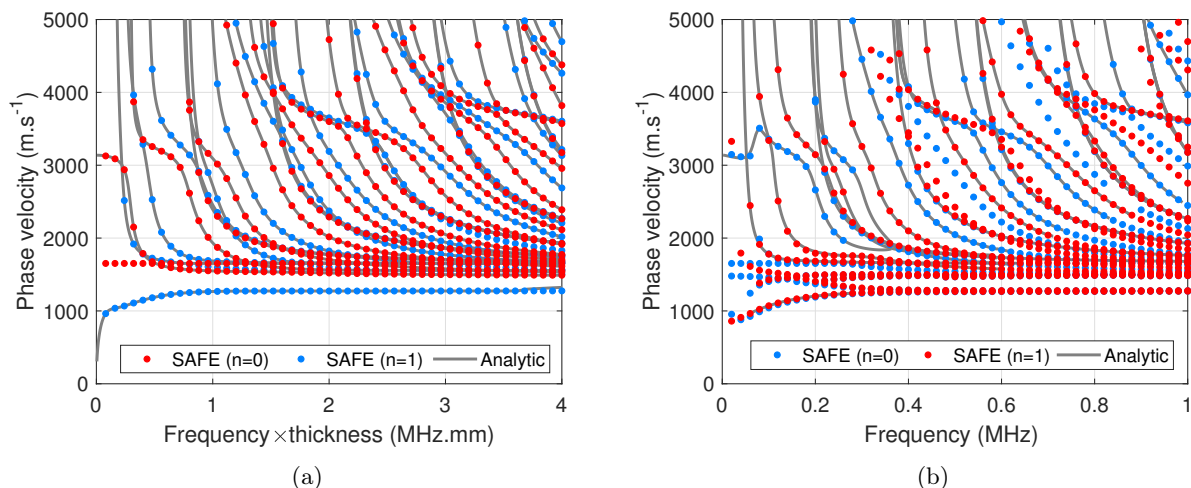 5000
4000
3000
2000
1000
0
Phase velocity (m.s⁻¹)
SAFE (n=0) SAFE (n=1) Analytic
0 1 2 3 4
Frequency×thickness (MHz.mm)
(a)
5000
4000
3000
2000
1000
0
Phase velocity (m.s⁻¹)
SAFE (n=0) SAFE (n=1) Analytic
0 0.2 0.4 0.6 0.8 1
Frequency (MHz)
(b)